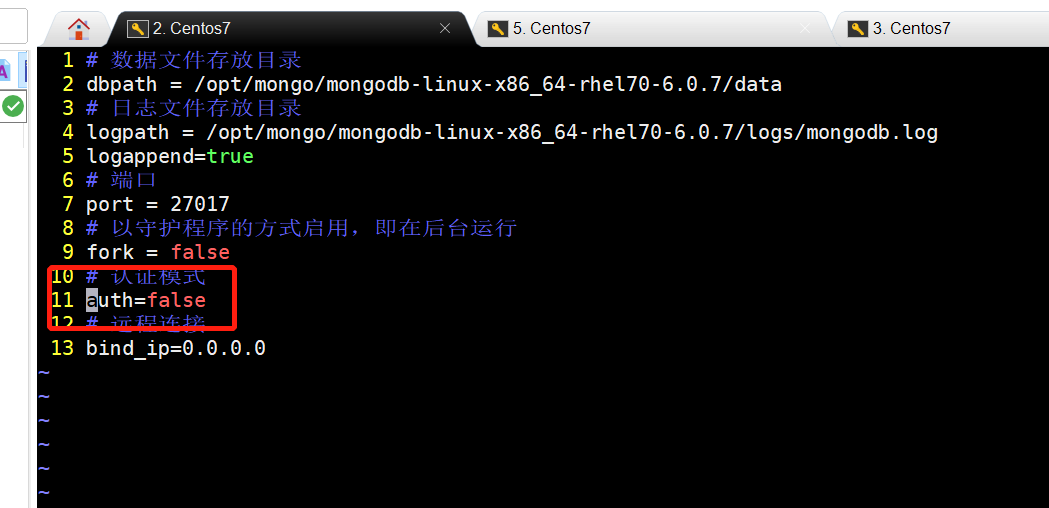 2. Centos7
5. Centos7
3. Centos7
1 # 数据文件存放目录
2 dbpath = /opt/mongo/mongodb-linux-x86_64-rhel70-6.0.7/data
3 # 日志文件存放目录
4 logpath = /opt/mongo/mongodb-linux-x86_64-rhel70-6.0.7/logs/mongodb.log
5 logappend=true
6 # 端口
7 port = 27017
8 # 以守护程序的方式启用，即在后台运行
9 fork = false
10 # 认证模式
11 auth=false
12 # 远程连接
13 bind_ip=0.0.0.0
~
~
~
~
~
~